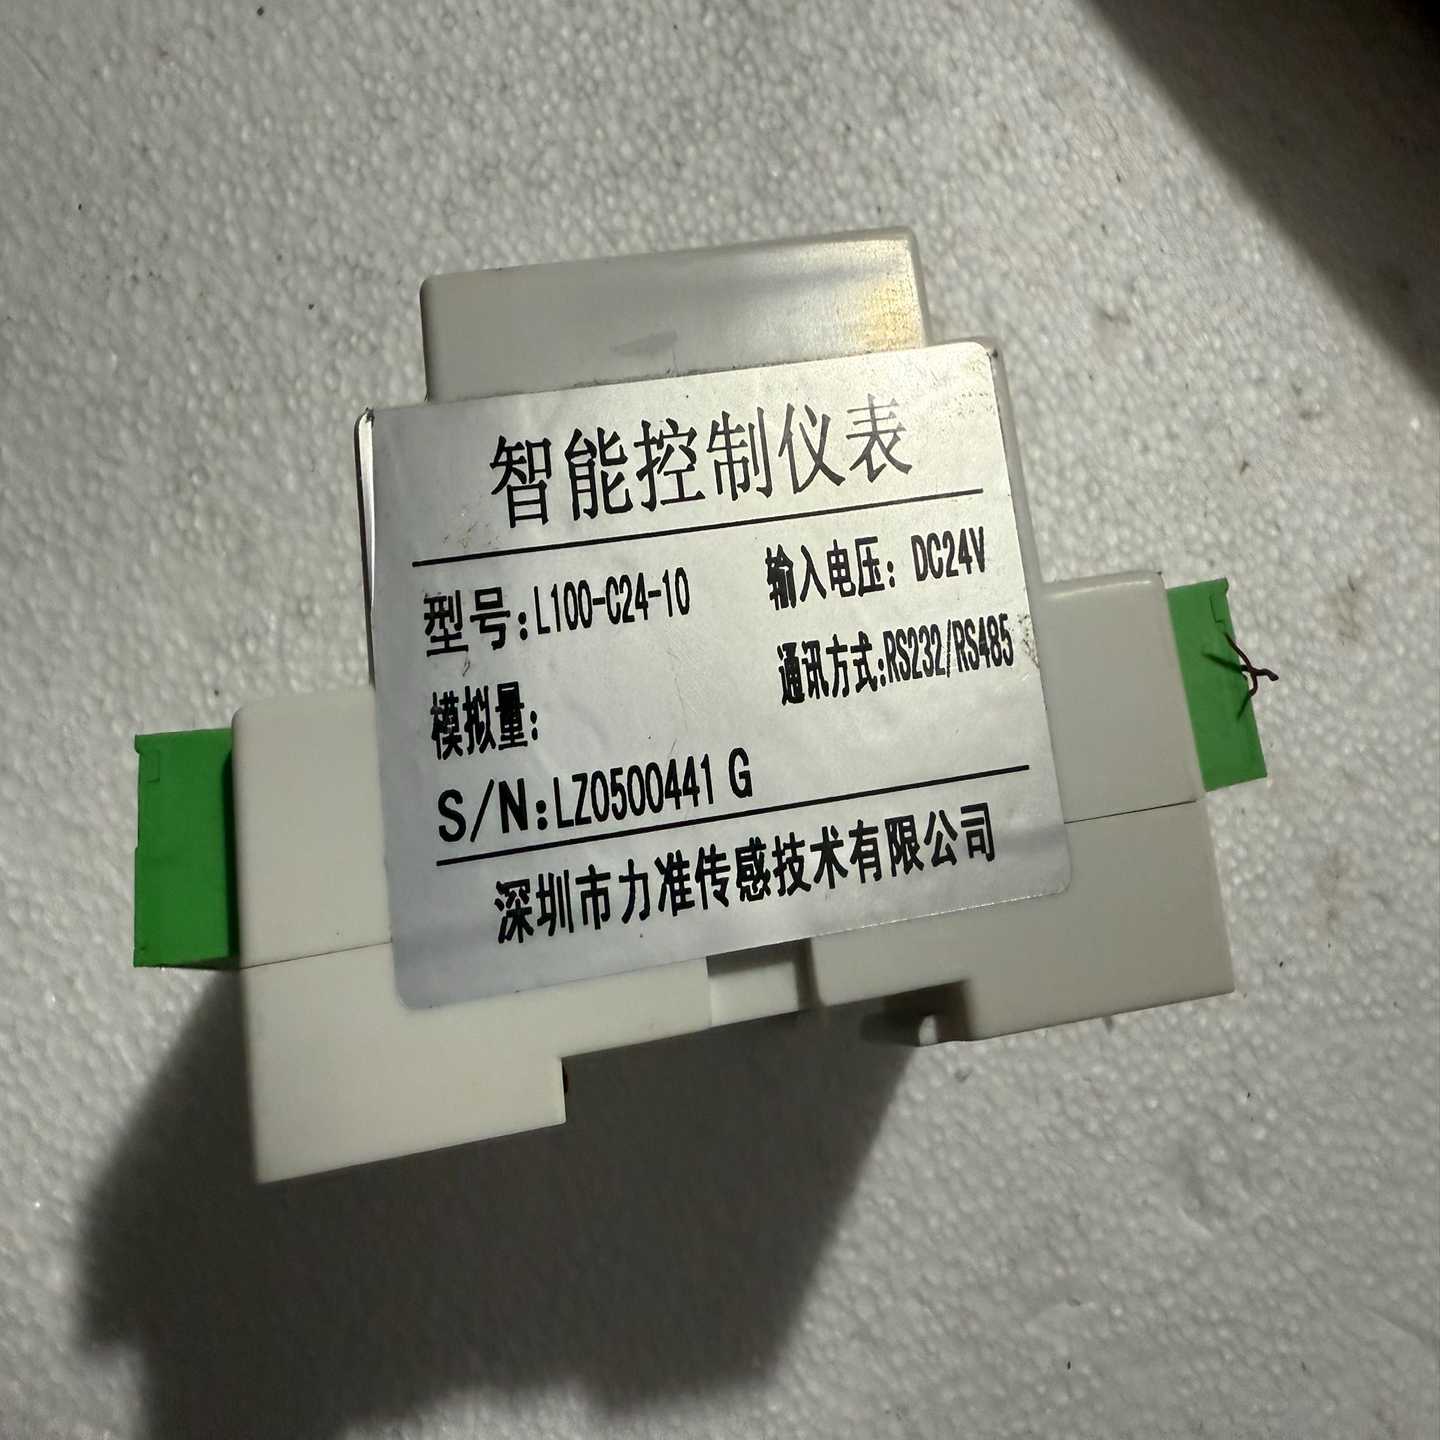 智能控制仪表
型号:L100-C24-10 输入电压: DC24V
模拟量: 通讯方式:RS232/RS485
S/N:LZ0500441 G
深圳市力准传感技术有限公司